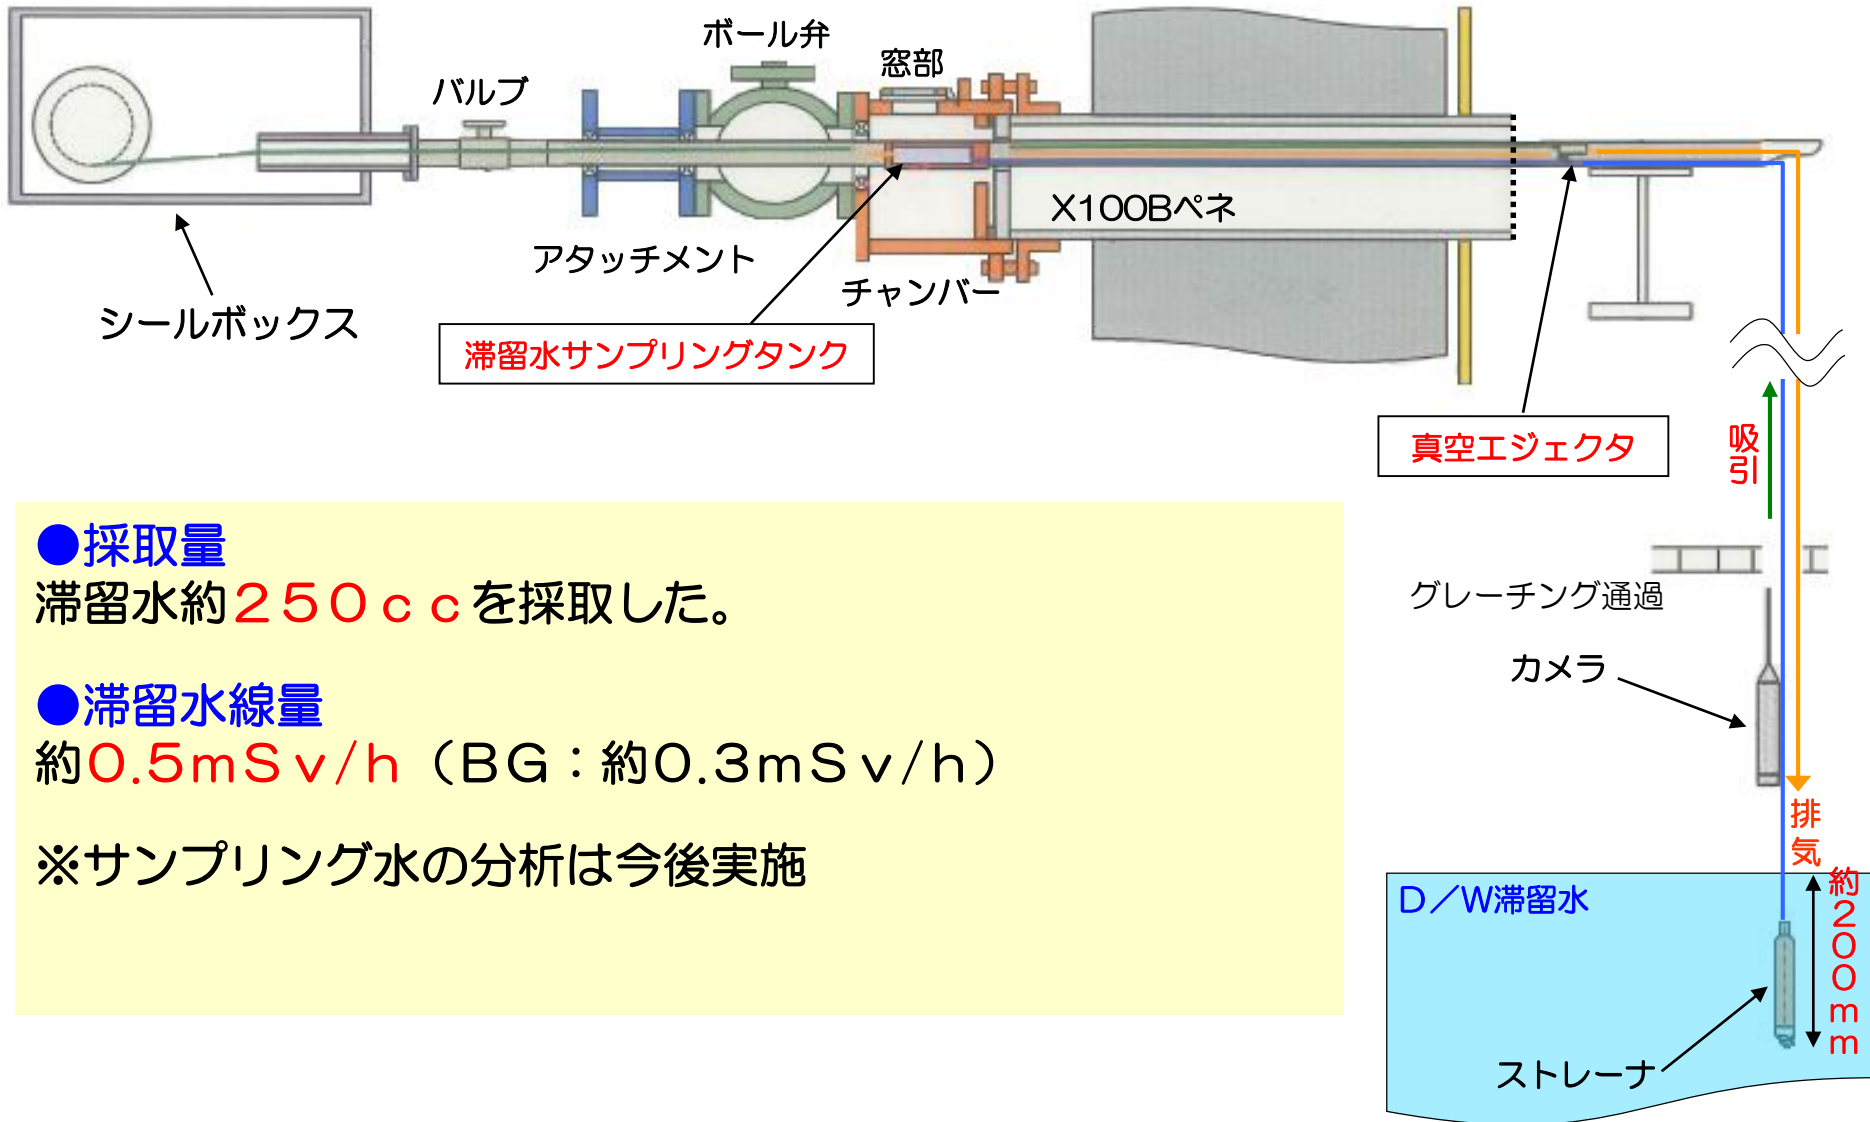 ボール弁
窓部
バルブ
X100Bペネ
アタッチメント
チャンバー
シールボックス
滞留水サンプリングタンク
真空エジェクタ
吸引
●採取量
滞留水約２５０ｃｃを採取した。
グレーチング通過
カメラ
●滞留水線量
約0.5mSv/h（BG：約0.3mSv/h）
排気
※サンプリング水の分析は今後実施
約２００ｍｍ
D／W滞留水
ストレーナ